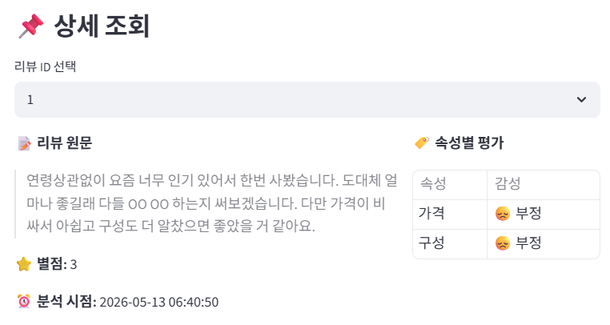 📌 상세 조회
리뷰 ID 선택
1
📝 리뷰 원문
연령상관없이 요즘 너무 인기 있어서 한번 사봤습니다. 도대체 얼
마나 좋길래 다들 OO OO 하는지 써보겠습니다. 다만 가격이 비
싸서 아쉽고 구성도 더 알찼으면 좋았을 거 같아요.
⭐ 별점: 3
⏰ 분석 시점: 2026-05-13 06:40:50
🏷️ 속성별 평가
속성 감성
가격 😞 부정
구성 😞 부정